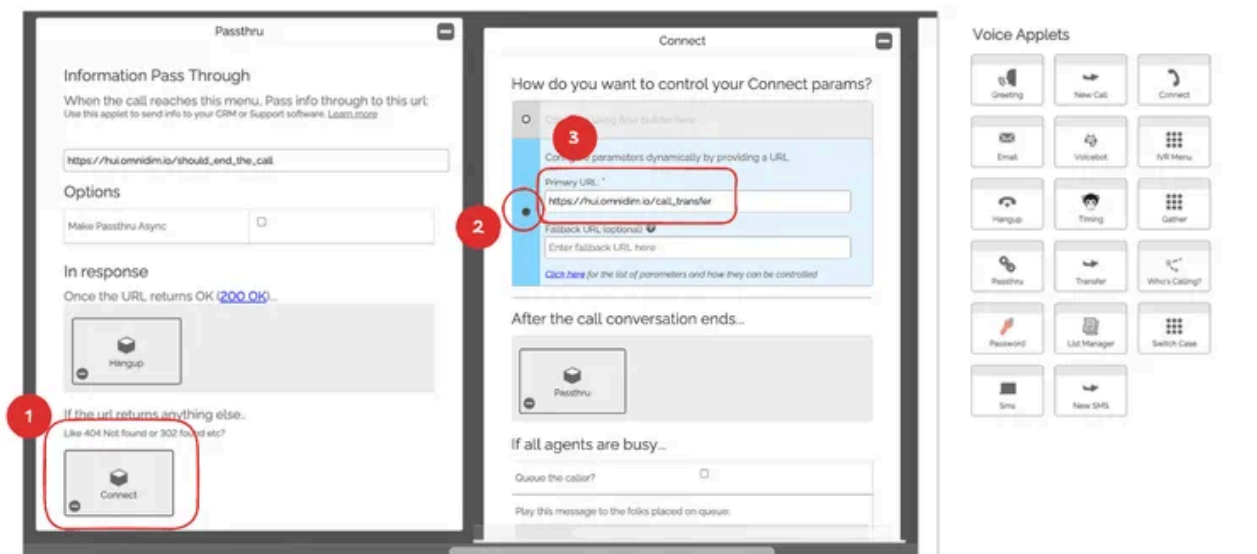 Passthru
Information Pass Through
When the call reaches this menu, Pass info through to this url:
Use this applet to send info to your CRM or Support software. Learn more
https://hui.omnidim.io/should_end_the_call
Options
Make Passthru Async
In response
Once the URL returns OK (200 OK)...
Hangup
1
If the url returns anything else..
Like 404 Not found or 302 found etc?
Connect
Connect
How do you want to control your Connect params?
3
parameters dynamically by providing a URL
Primary URL: *
https://hui.omnidim.io/call_transfer
2
Fallback URL (optional)
Enter fallback URL here
Click here for the list of parameters and how they can be controlled
After the call conversation ends...
Passthru
If all agents are busy...
Queue the caller?
Play this message to the folks placed on queue:
Voice Applets
Greeting
New Call
Connect
Email
Voicebot
IVR Menu
Hangup
Timing
Gather
Passthru
Transfer
Who's Calling?
Password
List Manager
Switch Case
Sms
New SMS